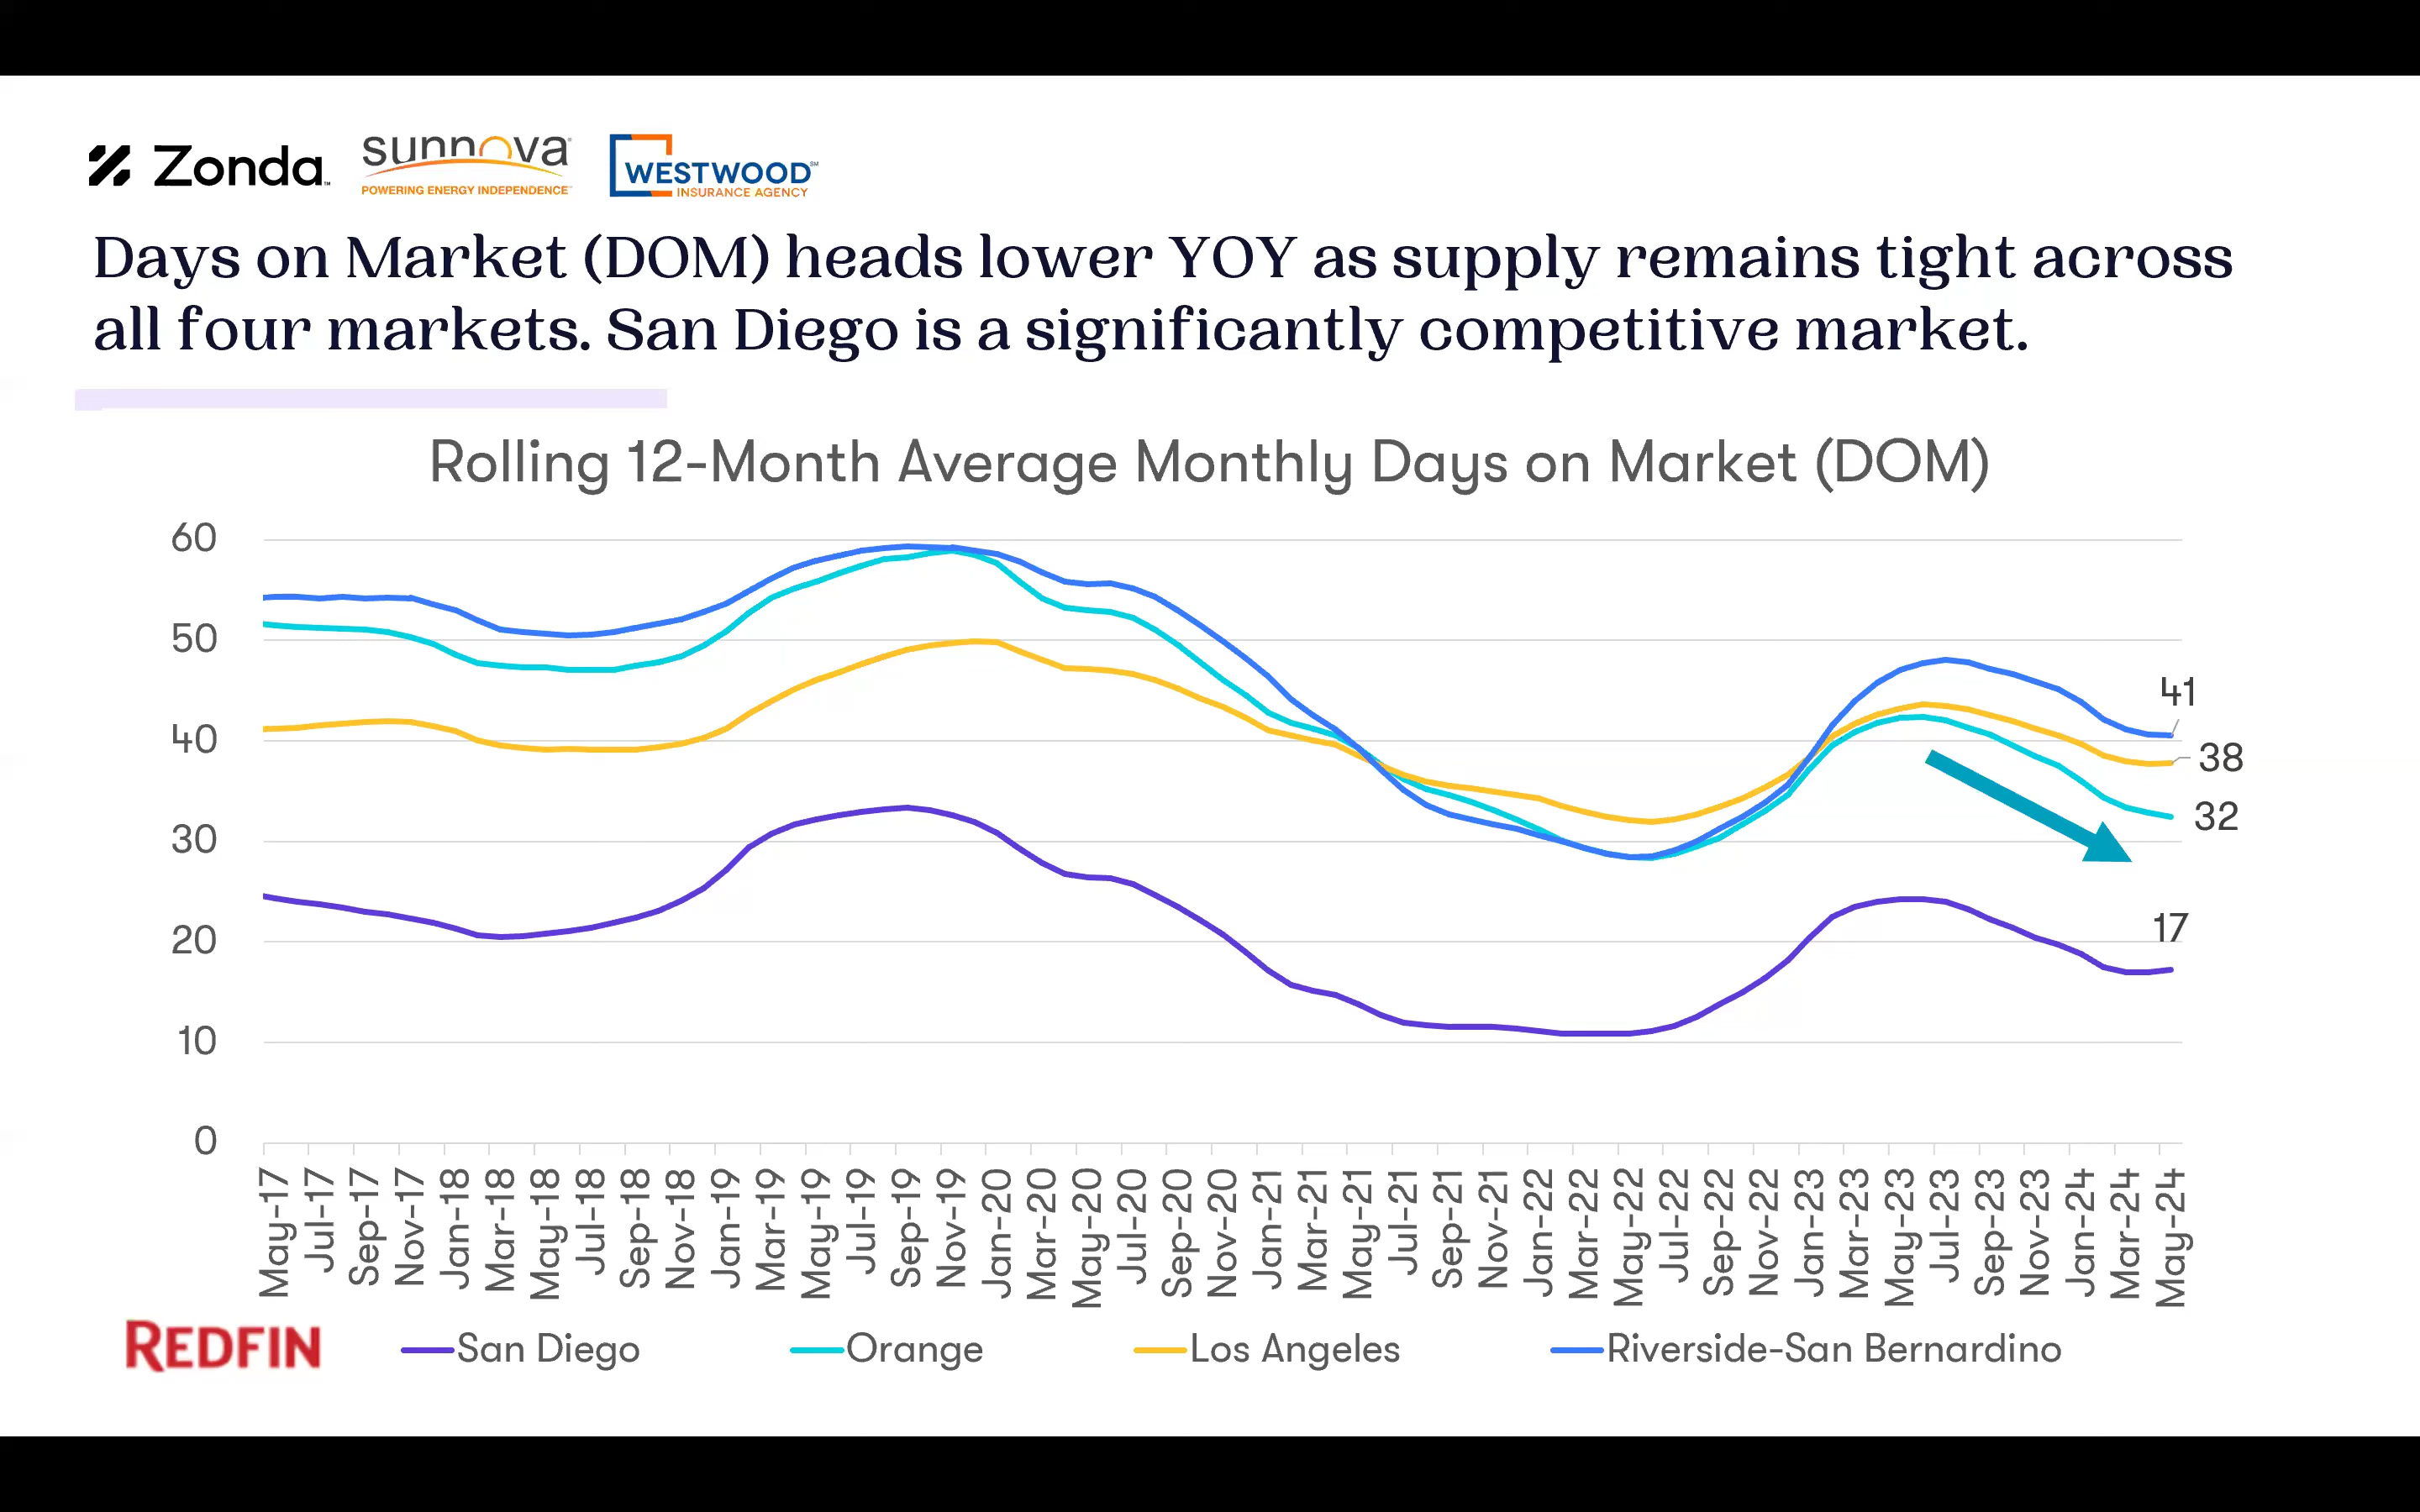 Zonda™
sunnova
POWERING ENERGY INDEPENDENCE
WESTWOOD℠
INSURANCE AGENCY
Days on Market (DOM) heads lower YOY as supply remains tight across
all four markets. San Diego is a significantly competitive market.
Rolling 12-Month Average Monthly Days on Market (DOM)
60
50
40
30
20
10
0
41
38
32
17
May-17
Jul-17
Sep-17
Nov-17
Jan-18
Mar-18
May-18
Jul-18
Sep-18
Nov-18
Jan-19
Mar-19
May-19
Jul-19
Sep-19
Nov-19
Jan-20
Mar-20
May-20
Jul-20
Sep-20
Nov-20
Jan-21
Mar-21
May-21
Jul-21
Sep-21
Nov-21
Jan-22
Mar-22
May-22
Jul-22
Sep-22
Nov-22
Jan-23
Mar-23
May-23
Jul-23
Sep-23
Nov-23
Jan-24
Mar-24
May-24
REDFIN
San Diego
Orange
Los Angeles
Riverside-San Bernardino